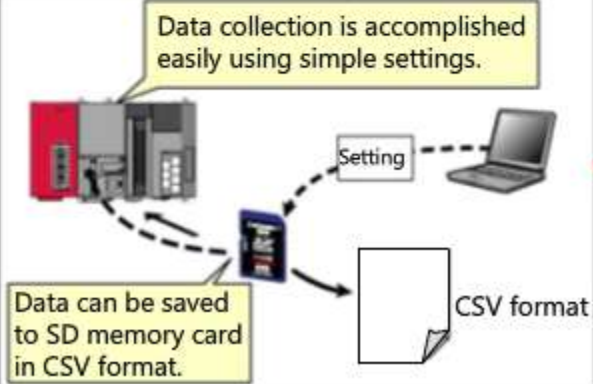 Data collection is accomplished
easily using simple settings.
Setting
Data can be saved
to SD memory card
in CSV format.
CSV format